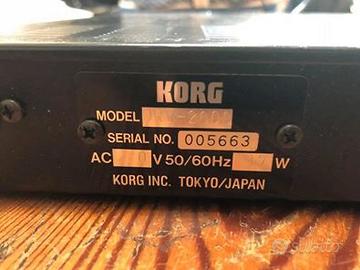 KORG
MODEL
SERIAL NO. 005663
AC V 50/60Hz W
KORG INC. TOKYO/JAPAN